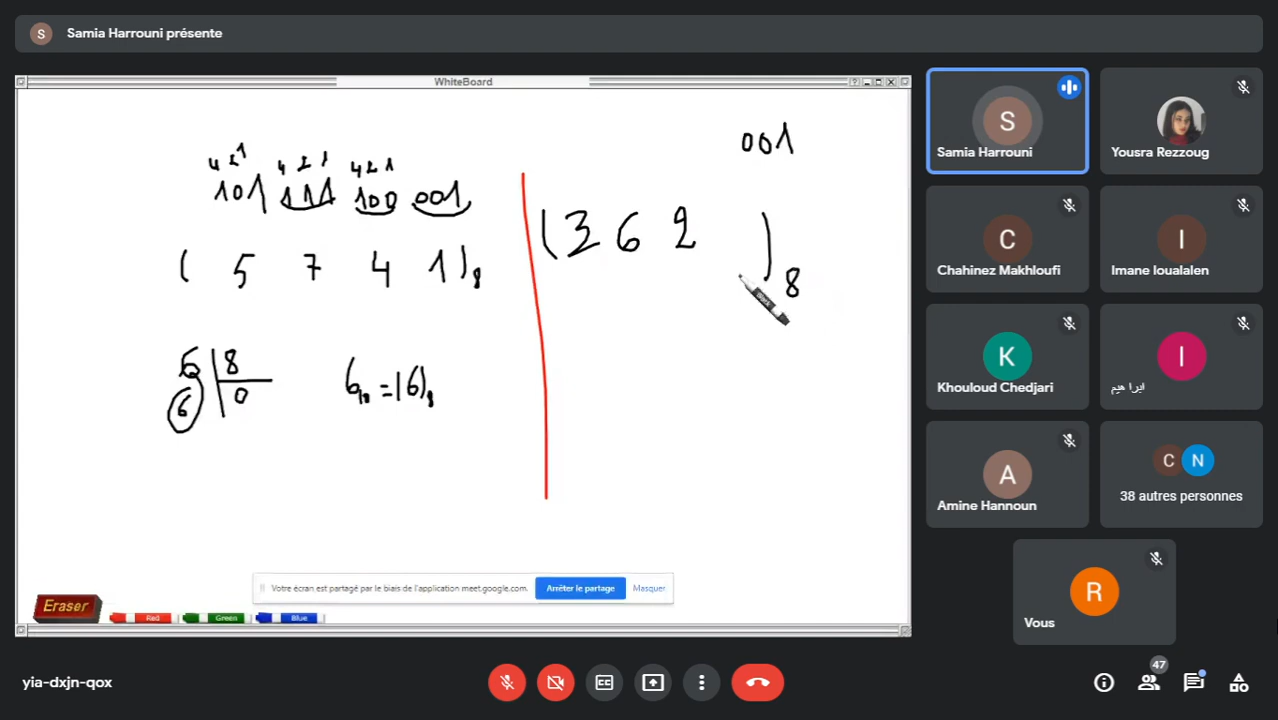 Samia Harrouni présente
WhiteBoard
4 2 1 4 2 1 4 2 1
101 111 100 001
( 5 7 4 1)8
6 8
6 0
610 = (6)8
001
(362 )8
Votre écran est partagé par le biais de l'application meet.google.com.
Arrêter le partage
Masquer
Eraser
Red
Green
Blue
S
Samia Harrouni
Yousra Rezzoug
C
Chahinez Makhloufi
I
Imane Ioualalen
K
Khouloud Chedjari
I
ابراهيم
A
Amine Hannoun
C N
38 autres personnes
R
Vous
yia-dxjn-qox
CC
47